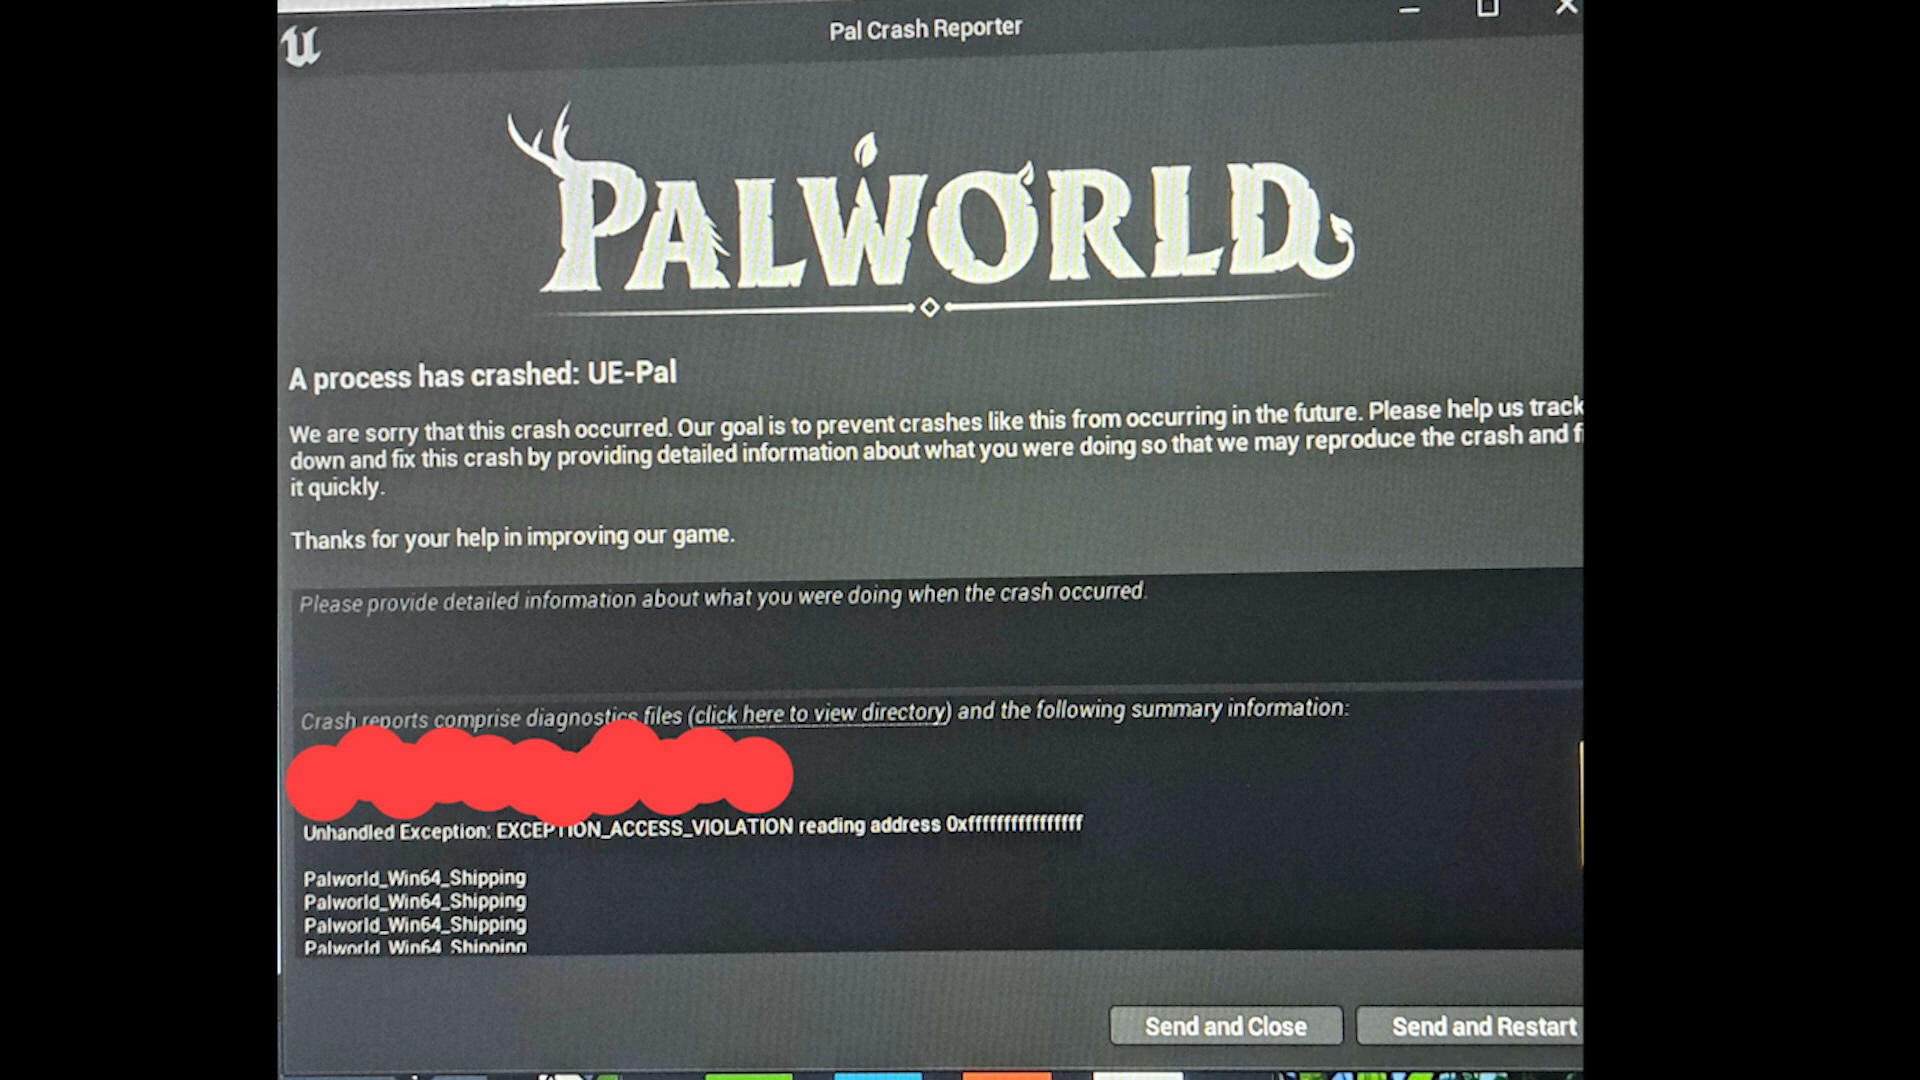 Pal Crash Reporter
PALWORLD
A process has crashed: UE-Pal
We are sorry that this crash occurred. Our goal is to prevent crashes like this from occurring in the future. Please help us track
down and fix this crash by providing detailed information about what you were doing so that we may reproduce the crash and
it quickly.
Thanks for your help in improving our game.
Please provide detailed information about what you were doing when the crash occurred.
Crash reports comprise diagnostics files (click here to view directory) and the following summary information:
Unhandled Exception: EXCEPTION_ACCESS_VIOLATION reading address 0xffffffffffffffff
Palworld_Win64_Shipping
Palworld_Win64_Shipping
Palworld_Win64_Shipping
Palworld_Win64_Shipping
Send and Close
Send and Restart